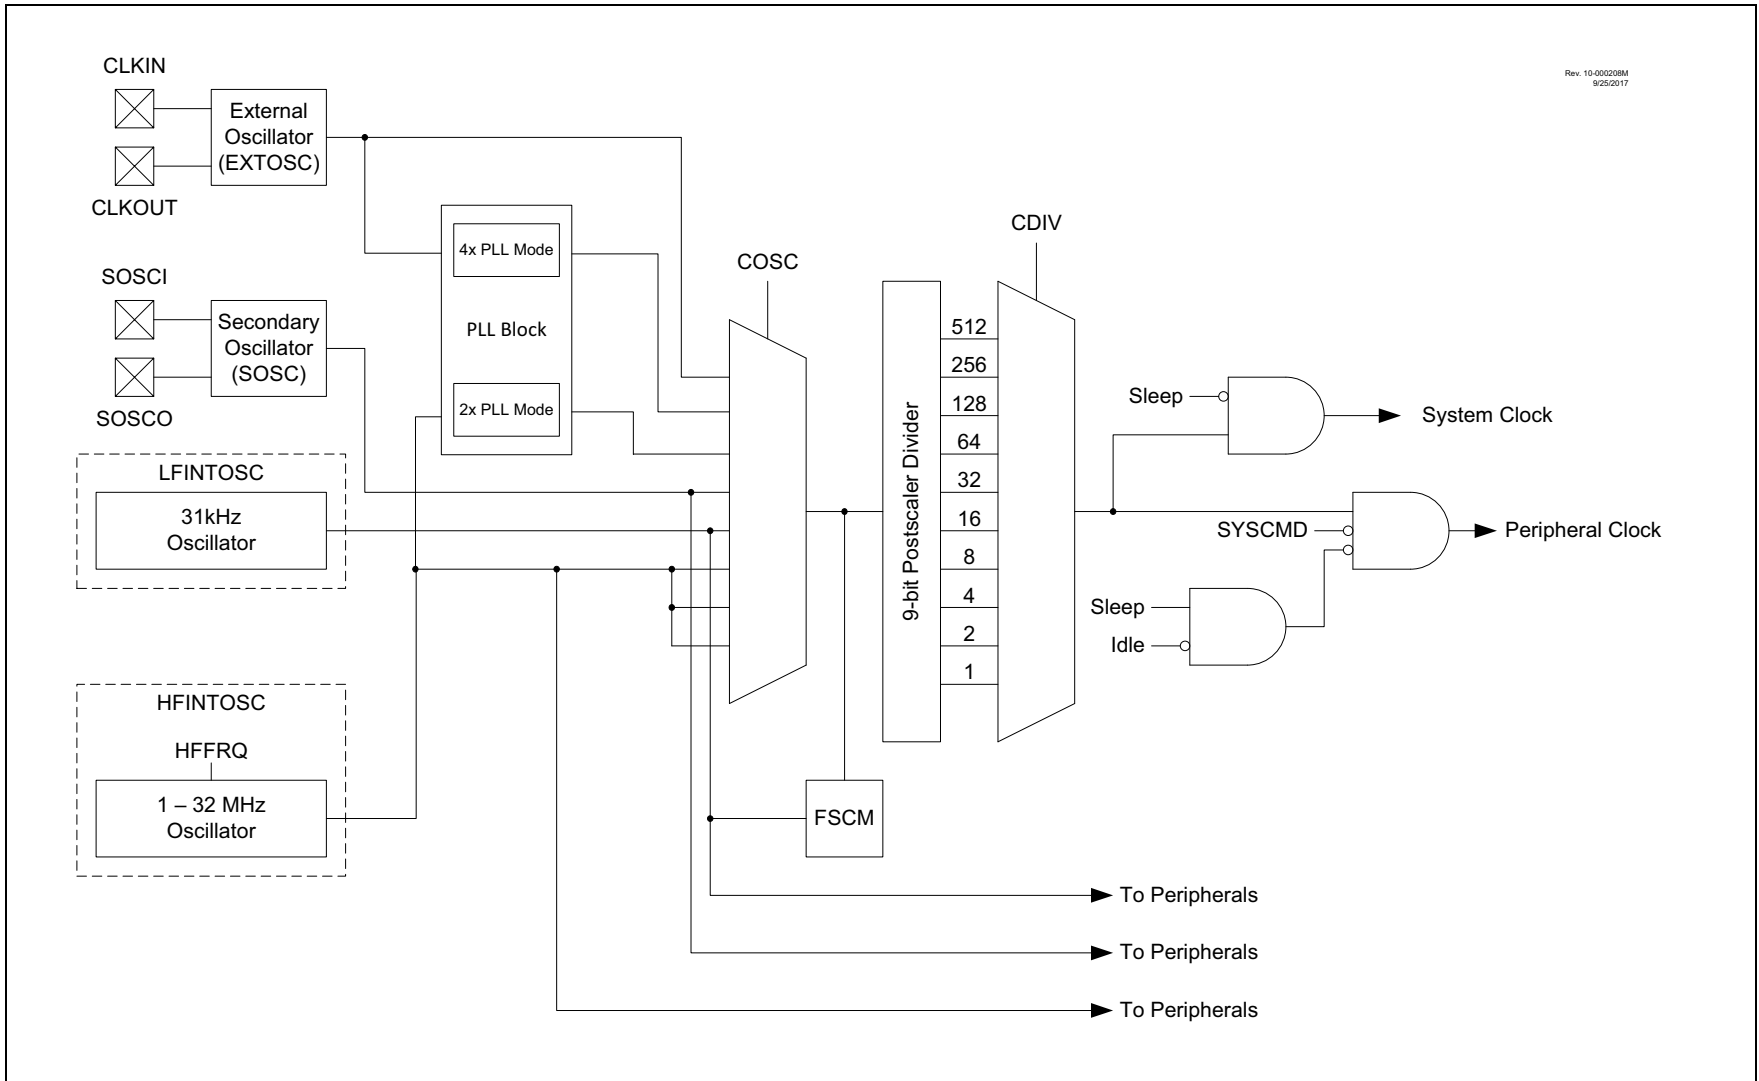 Rev. 10-000208M
9/25/2017
CLKIN
External
Oscillator
(EXTOSC)
CLKOUT
SOSCI
Secondary
Oscillator
(SOSC)
SOSCO
LFINTOSC
31kHz
Oscillator
HFINTOSC
HFFRQ
1 – 32 MHz
Oscillator
4x PLL Mode
PLL Block
2x PLL Mode
COSC
FSCM
9-bit Postscaler Divider
512
256
128
64
32
16
8
4
2
1
CDIV
Sleep
System Clock
SYSCMD
Peripheral Clock
Sleep
Idle
To Peripherals
To Peripherals
To Peripherals